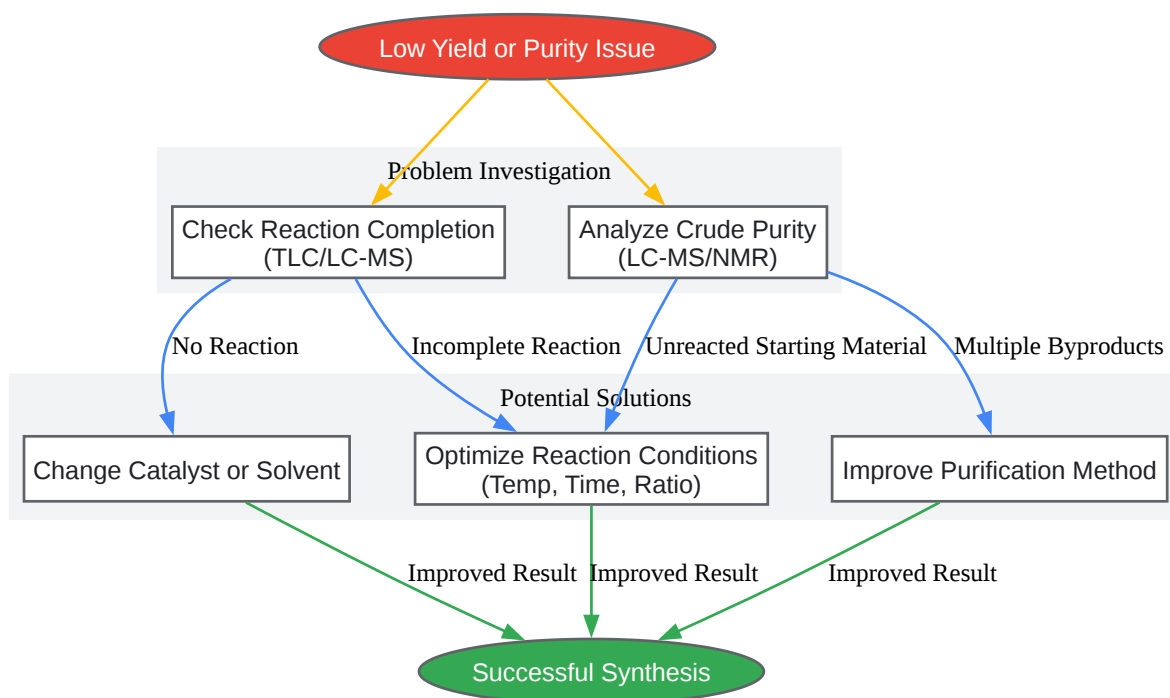 Low Yield or Purity Issue
Problem Investigation
Check Reaction Completion
(TLC/LC-MS)
Analyze Crude Purity
(LC-MS/NMR)
No Reaction
Incomplete Reaction
Unreacted Starting Material
Multiple Byproducts
Potential Solutions
Change Catalyst or Solvent
Optimize Reaction Conditions
(Temp, Time, Ratio)
Improve Purification Method
Improved Result
Improved Result
Improved Result
Successful Synthesis